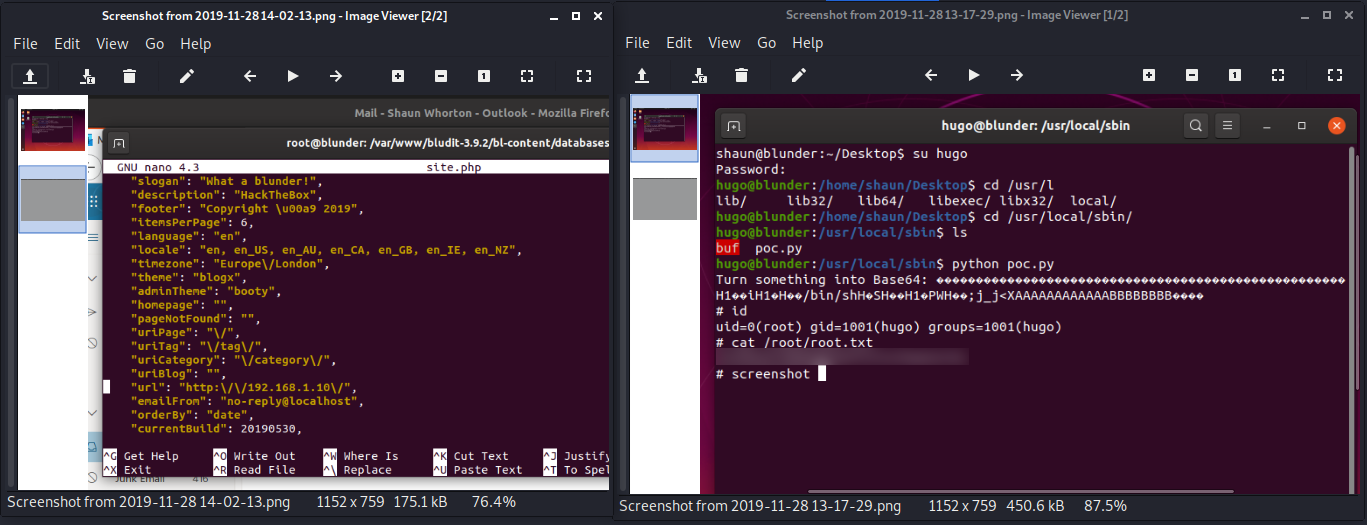 Screenshot from 2019-11-28 14-02-13.png - Image Viewer [2/2]
File Edit View Go Help
Mail - Shaun Whorton - Outlook - Mozilla Firefo
root@blunder: /var/www/bludit-3.9.2/bl-content/databases
GNU nano 4.3 site.php
"slogan": "What a blunder!",
"description": "HackTheBox",
"footer": "Copyright \u00a9 2019",
"itemsPerPage": 6,
"language": "en",
"locale": "en, en_US, en_AU, en_CA, en_GB, en_IE, en_NZ",
"timezone": "Europe\/London",
"theme": "blogx",
"adminTheme": "booty",
"homepage": "",
"pageNotFound": "",
"uriPage": "\/",
"uriTag": "\/tag\/",
"uriCategory": "\/category\/",
"uriBlog": "",
"url": "http:\/\/192.168.1.10\/",
"emailFrom": "no-reply@localhost",
"orderBy": "date",
"currentBuild": 20190530,
^G Get Help ^O Write Out ^W Where Is ^K Cut Text ^J Justify
^X Exit ^R Read File ^\ Replace ^U Paste Text ^T To Spel
Junk Email 416
Screenshot from 2019-11-28 14-02-13.png 1152 x 759 175.1 kB 76.4%
Screenshot from 2019-11-28 13-17-29.png - Image Viewer [1/2]
File Edit View Go Help
hugo@blunder: /usr/local/sbin
shaun@blunder:~/Desktop$ su hugo
Password:
hugo@blunder:/home/shaun/Desktop$ cd /usr/l
lib/ lib32/ lib64/ libexec/ libx32/ local/
hugo@blunder:/home/shaun/Desktop$ cd /usr/local/sbin/
hugo@blunder:/usr/local/sbin$ ls
buf poc.py
hugo@blunder:/usr/local/sbin$ python poc.py
Turn something into Base64: ������������������������������������������������������
H1��iH1�H��/bin/shH�SH��H1�PWH��;j_j<XAAAAAAAAAAAAABBBBBBBB����
# id
uid=0(root) gid=1001(hugo) groups=1001(hugo)
# cat /root/root.txt
# screenshot
Screenshot from 2019-11-28 13-17-29.png 1152 x 759 450.6 kB 87.5%